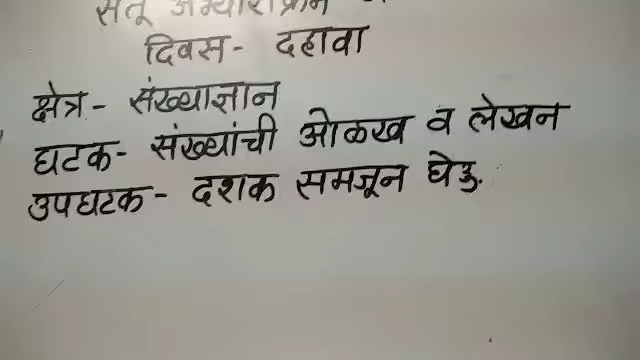 सेतू अभ्यासक्रम
दिवस - दहावा
क्षेत्र - संख्याज्ञान
घटक - संख्यांची ओळख व लेखन
उपघटक - दशक समजून घेऊ.